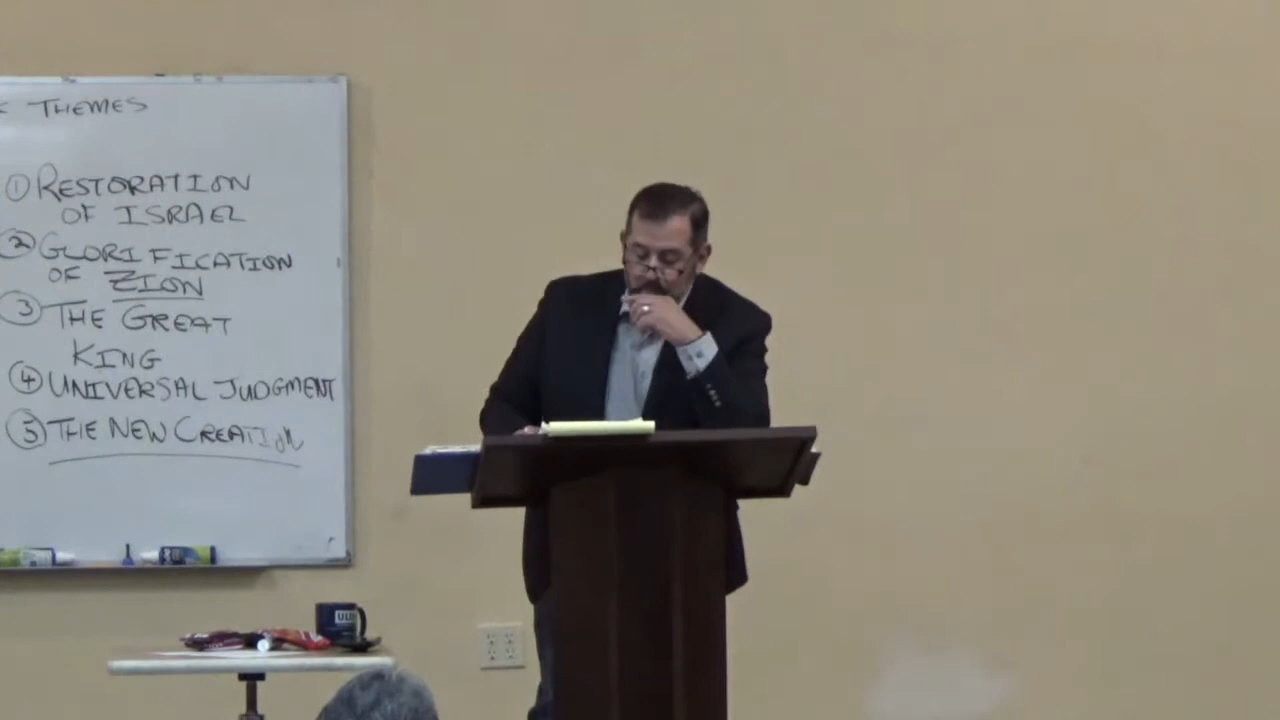 THEMES
① RESTORATION
OF ISRAEL
② GLORIFICATION
OF ZION
③ THE GREAT
KING
④ UNIVERSAL JUDGMENT
⑤ THE NEW CREATION